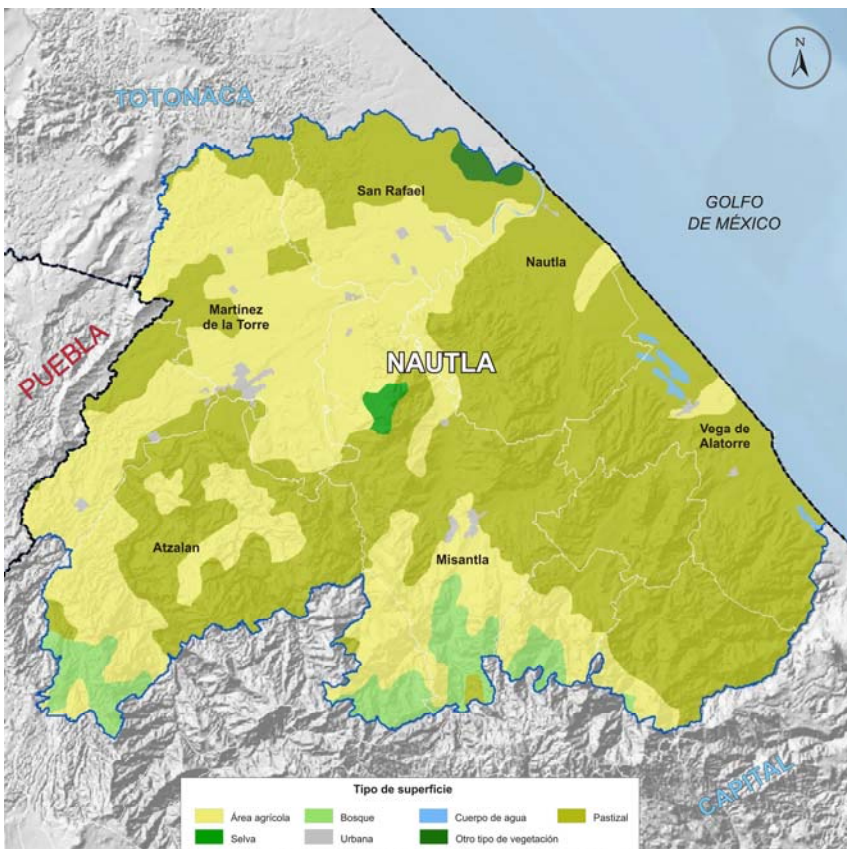 N
TOTONACA
GOLFO
DE MÉXICO
San Rafael
Nautla
Martínez
de la Torre
PUEBLA
NAUTLA
Vega de
Alatorre
Atzalan
Misantla
CAPITAL
Tipo de superficie
Área agrícola
Bosque
Cuerpo de agua
Pastizal
Selva
Urbana
Otro tipo de vegetación